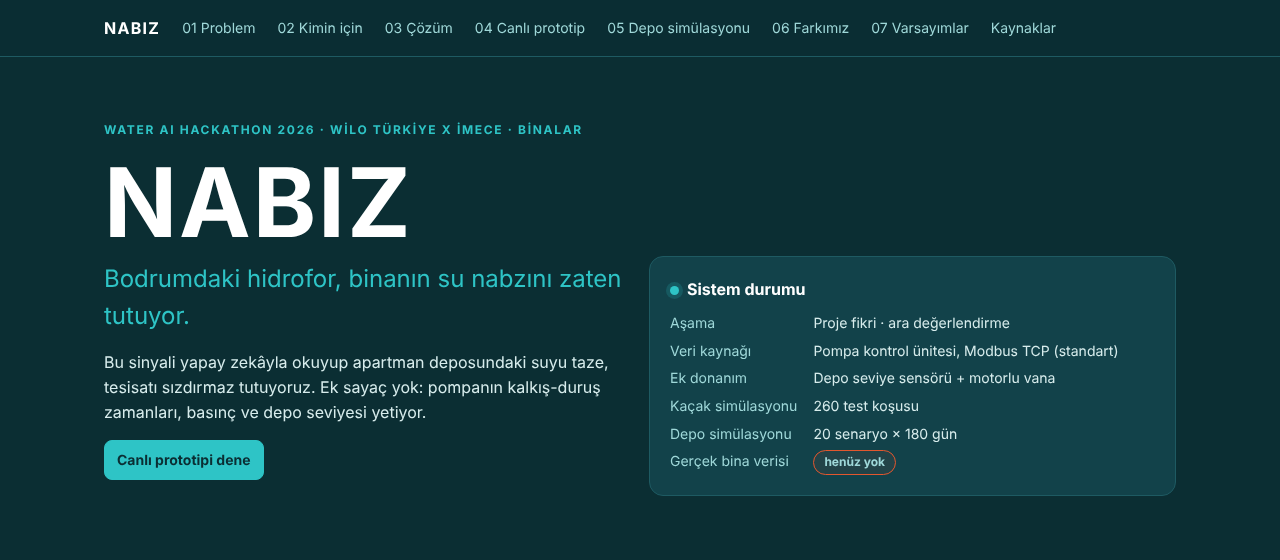 NABIZ 01 Problem 02 Kimin için 03 Çözüm 04 Canlı prototip 05 Depo simülasyonu 06 Farkımız 07 Varsayımlar Kaynaklar
WATER AI HACKATHON 2026 · WİLO TÜRKİYE X İMECE · BİNALAR
NABIZ
Bodrumdaki hidrofor, binanın su nabzını zaten
tutuyor.
Bu sinyali yapay zekâyla okuyup apartman deposundaki suyu taze,
tesisatı sızdırmaz tutuyoruz. Ek sayaç yok: pompanın kalkış-duruş
zamanları, basınç ve depo seviyesi yetiyor.
Canlı prototipi dene
Sistem durumu
Aşama Proje fikri · ara değerlendirme
Veri kaynağı Pompa kontrol ünitesi, Modbus TCP (standart)
Ek donanım Depo seviye sensörü + motorlu vana
Kaçak simülasyonu 260 test koşusu
Depo simülasyonu 20 senaryo × 180 gün
Gerçek bina verisi henüz yok